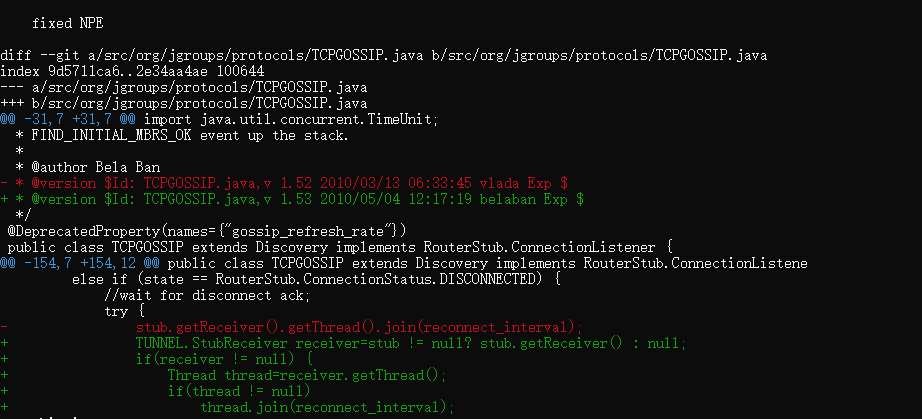 fixed NPE
diff --git a/src/org/jgroups/protocols/TCPGOSSIP.java b/src/org/jgroups/protocols/TCPGOSSIP.java
index 9d5711ca6..2e34aa4ae 100644
--- a/src/org/jgroups/protocols/TCPGOSSIP.java
+++ b/src/org/jgroups/protocols/TCPGOSSIP.java
@@ -31,7 +31,7 @@ import java.util.concurrent.TimeUnit;
  * FIND_INITIAL_MBRS_OK event up the stack.
  *
  * @author Bela Ban
- * @version $Id: TCPGOSSIP.java,v 1.52 2010/03/13 06:33:45 vlada Exp $
+ * @version $Id: TCPGOSSIP.java,v 1.53 2010/05/04 12:17:19 belaban Exp $
  */
 @DeprecatedProperty(names={"gossip_refresh_rate"})
 public class TCPGOSSIP extends Discovery implements RouterStub.ConnectionListener {
@@ -154,7 +154,12 @@ public class TCPGOSSIP extends Discovery implements RouterStub.ConnectionListene
         else if (state == RouterStub.ConnectionStatus.DISCONNECTED) {
             //wait for disconnect ack;
             try {
-                stub.getReceiver().getThread().join(reconnect_interval);
+                TUNNEL.StubReceiver receiver=stub != null? stub.getReceiver() : null;
+                if(receiver != null) {
+                    Thread thread=receiver.getThread();
+                    if(thread != null)
+                        thread.join(reconnect_interval);